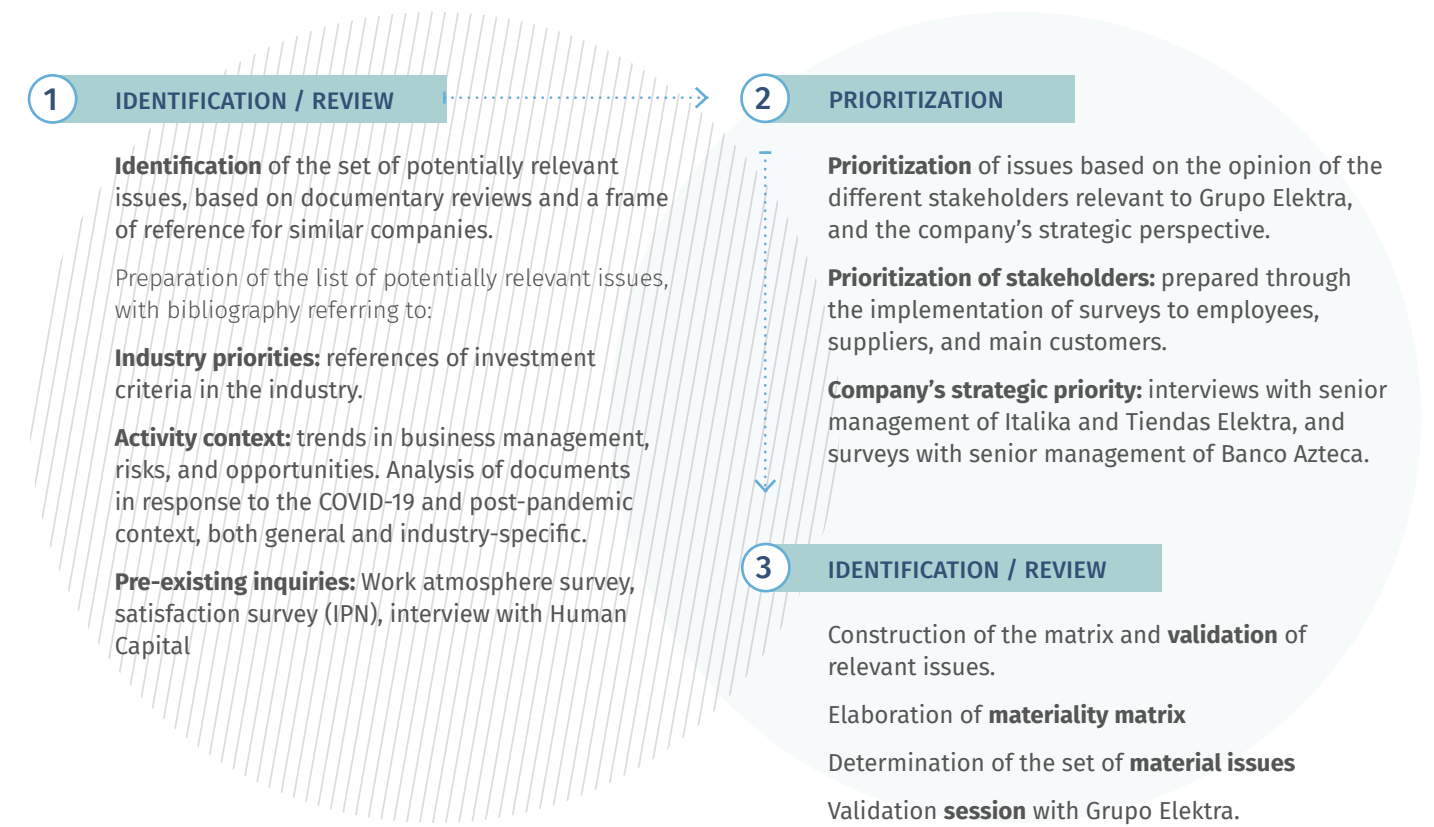 1
IDENTIFICATION / REVIEW
Identification of the set of potentially relevant
issues, based on documentary reviews and a frame
of reference for similar companies.
Preparation of the list of potentially relevant issues,
with bibliography referring to:
Industry priorities: references of investment
criteria in the industry.
Activity context: trends in business management,
risks, and opportunities. Analysis of documents
in response to the COVID-19 and post-pandemic
context, both general and industry-specific.
Pre-existing inquiries: Work atmosphere survey,
satisfaction survey (IPN), interview with Human
Capital
2
PRIORITIZATION
Prioritization of issues based on the opinion of the
different stakeholders relevant to Grupo Elektra,
and the company's strategic perspective.
Prioritization of stakeholders: prepared through
the implementation of surveys to employees,
suppliers, and main customers.
Company's strategic priority: interviews with senior
management of Italika and Tiendas Elektra, and
surveys with senior management of Banco Azteca.
3
IDENTIFICATION / REVIEW
Construction of the matrix and validation of
relevant issues.
Elaboration of materiality matrix
Determination of the set of material issues
Validation session with Grupo Elektra.